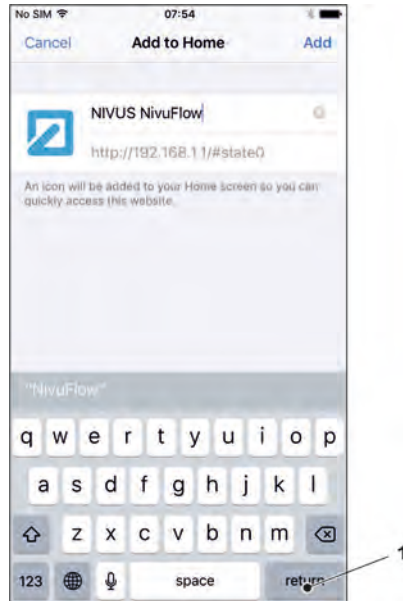 No SIM 07:54
Cancel Add to Home Add
NIVUS NivuFlow
http://192.168.1.1/#state0
An icon will be added to your Home screen so you can
quickly access this website.
"NivuFlow"
q w e r t y u i o p
a s d f g h j k l
z x c v b n m
123 space return
1